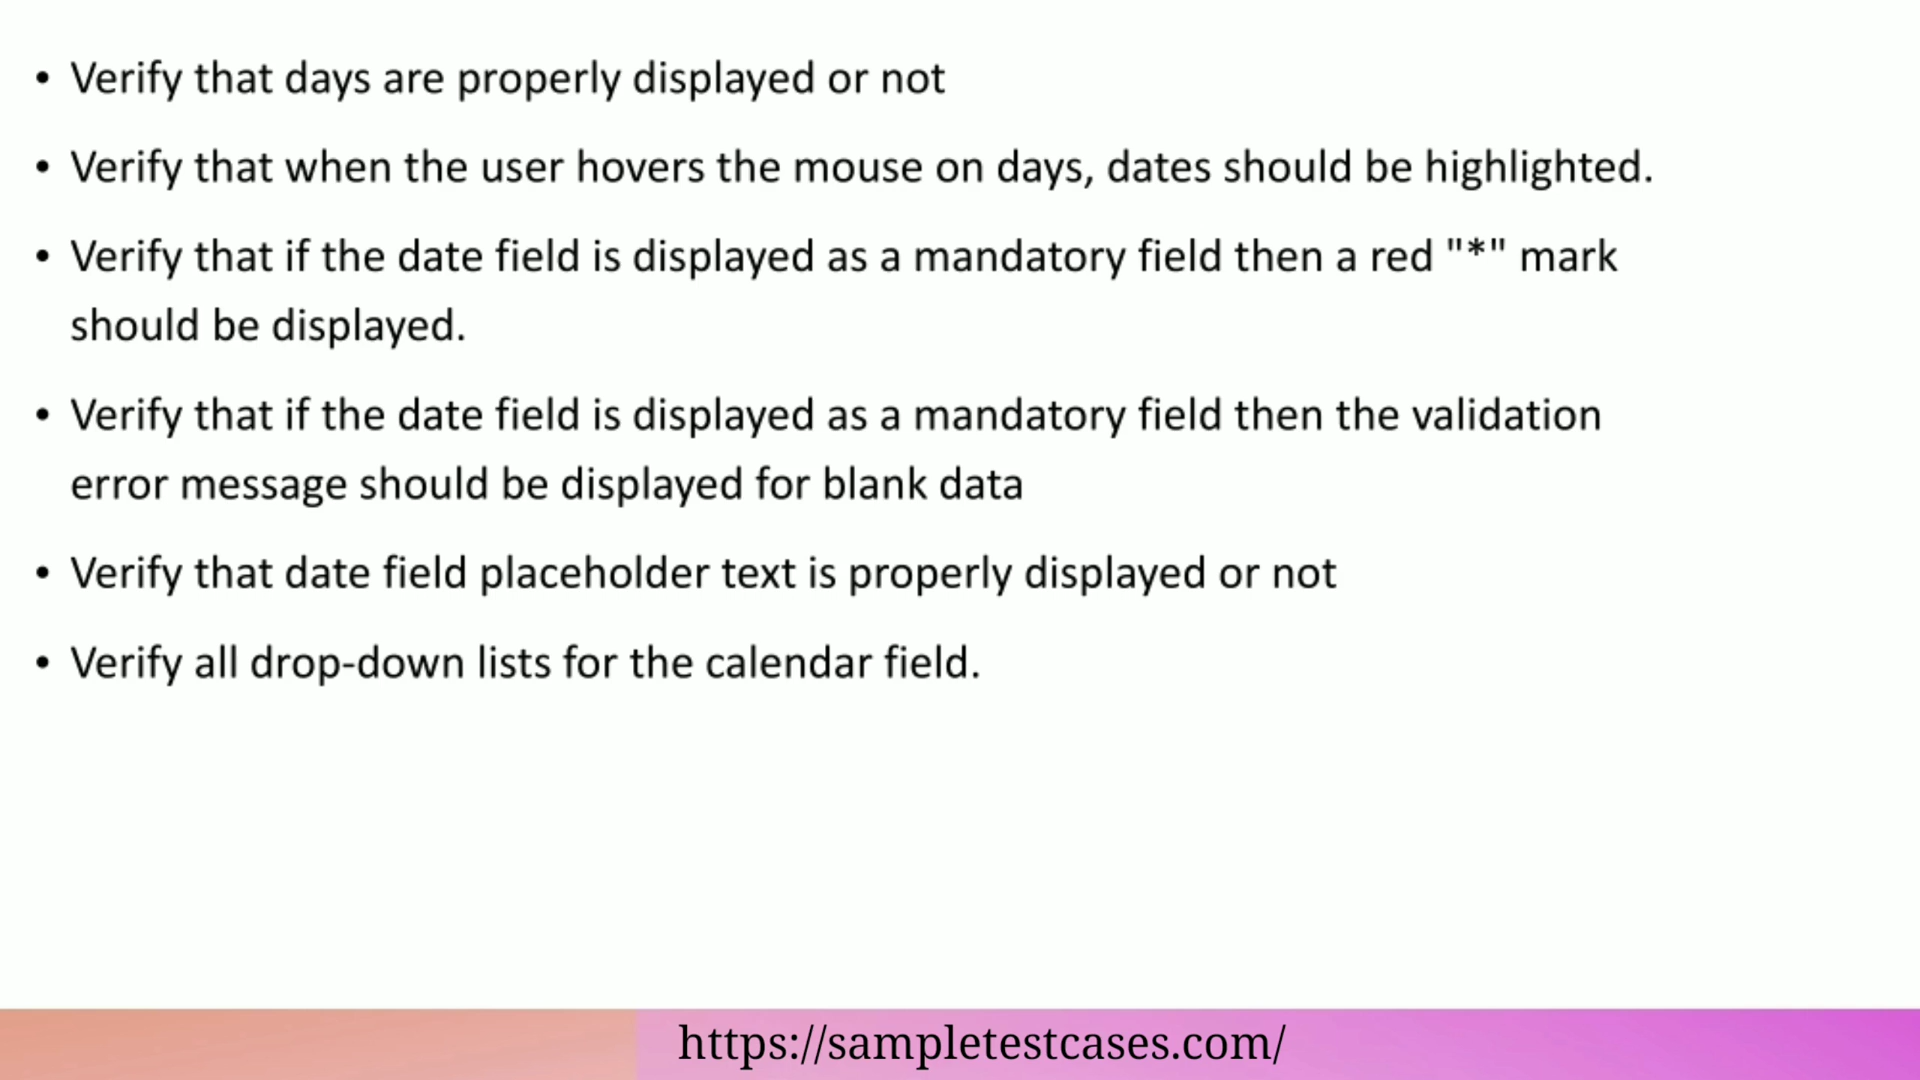 • Verify that days are properly displayed or not
• Verify that when the user hovers the mouse on days, dates should be highlighted.
• Verify that if the date field is displayed as a mandatory field then a red "*" mark
should be displayed.
• Verify that if the date field is displayed as a mandatory field then the validation
error message should be displayed for blank data
• Verify that date field placeholder text is properly displayed or not
• Verify all drop-down lists for the calendar field.
https://sampletestcases.com/